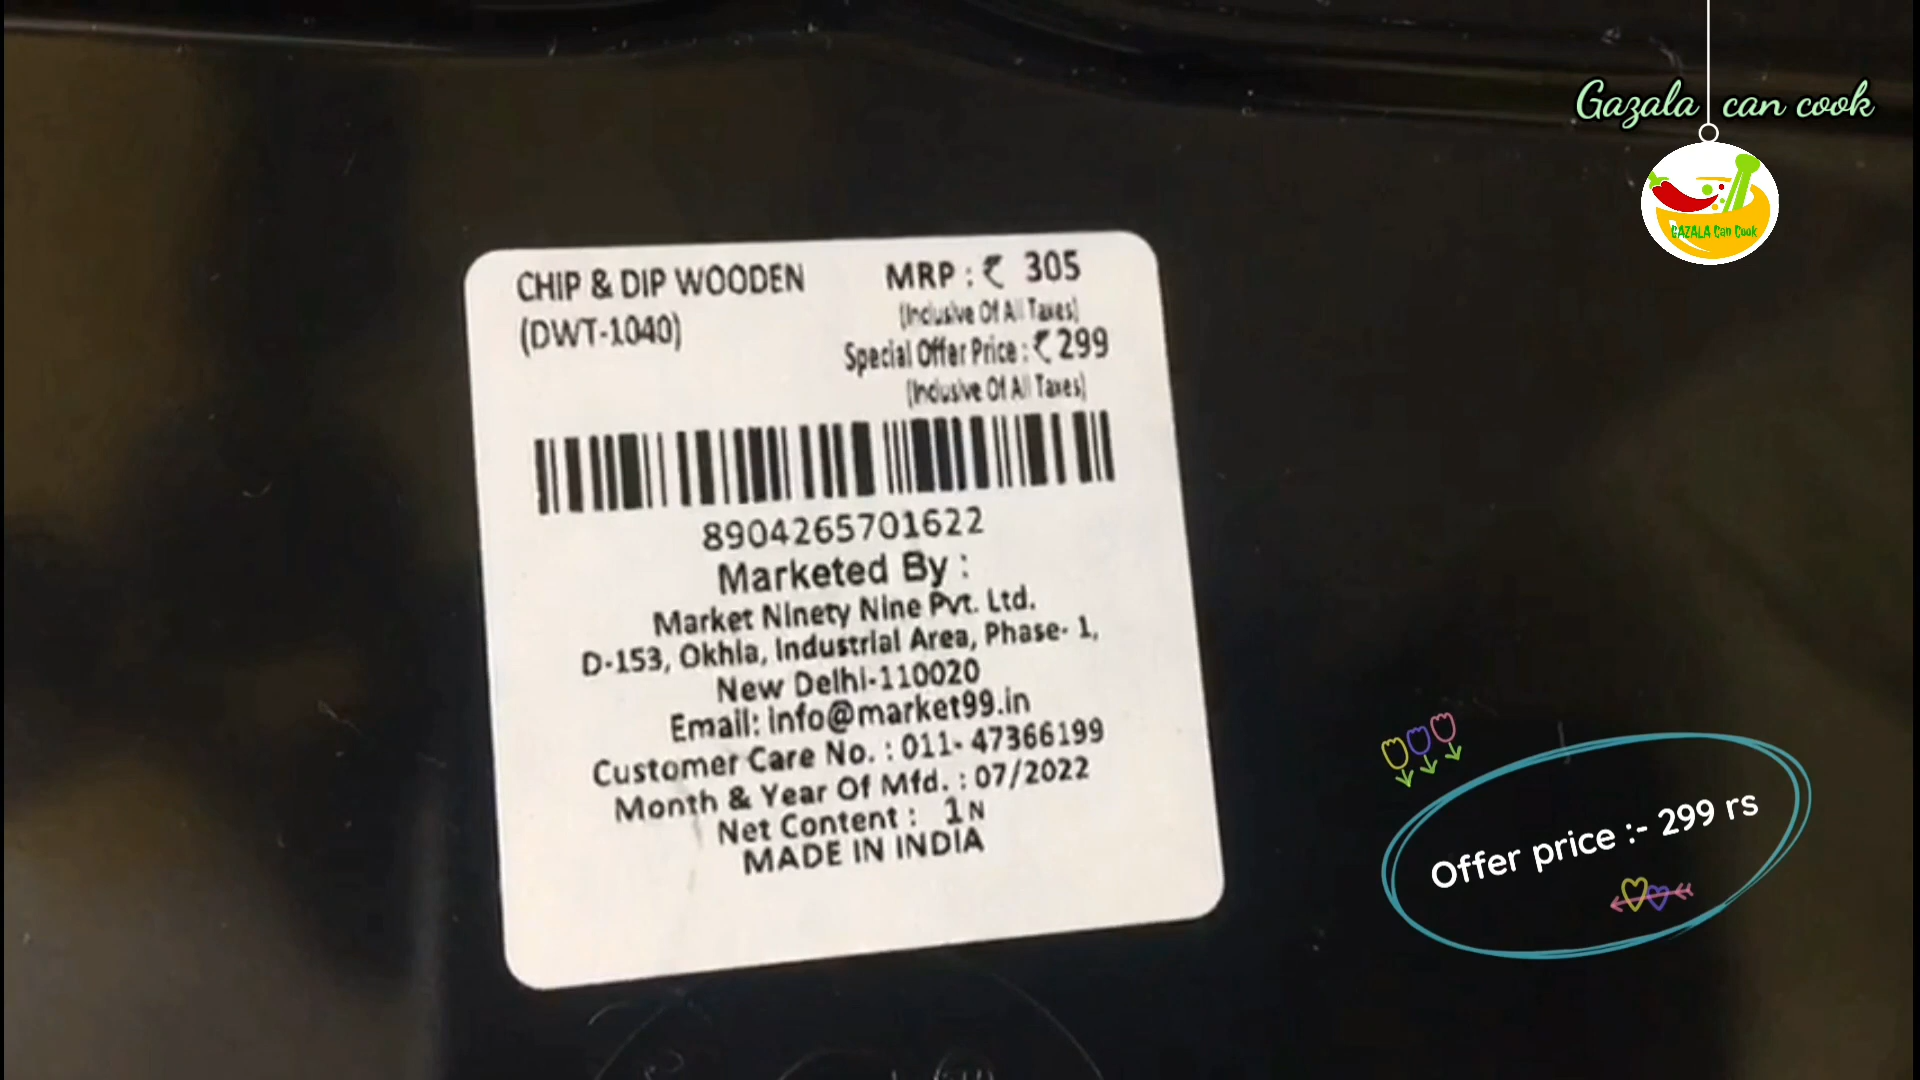 Gazala can cook
GAZALA Can Cook
CHIP & DIP WOODEN
(DWT-1040)
MRP : ₹ 305
(Inclusive Of All Taxes)
Special Offer Price : ₹ 299
(Inclusive Of All Taxes)
8904265701622
Marketed By :
Market Ninety Nine Pvt. Ltd.
D-153, Okhla, Industrial Area, Phase- 1,
New Delhi-110020
Email: info@market99.in
Customer Care No. : 011- 47366199
Month & Year Of Mfd. : 07/2022
Net Content : 1 N
MADE IN INDIA
Offer price :- 299 rs